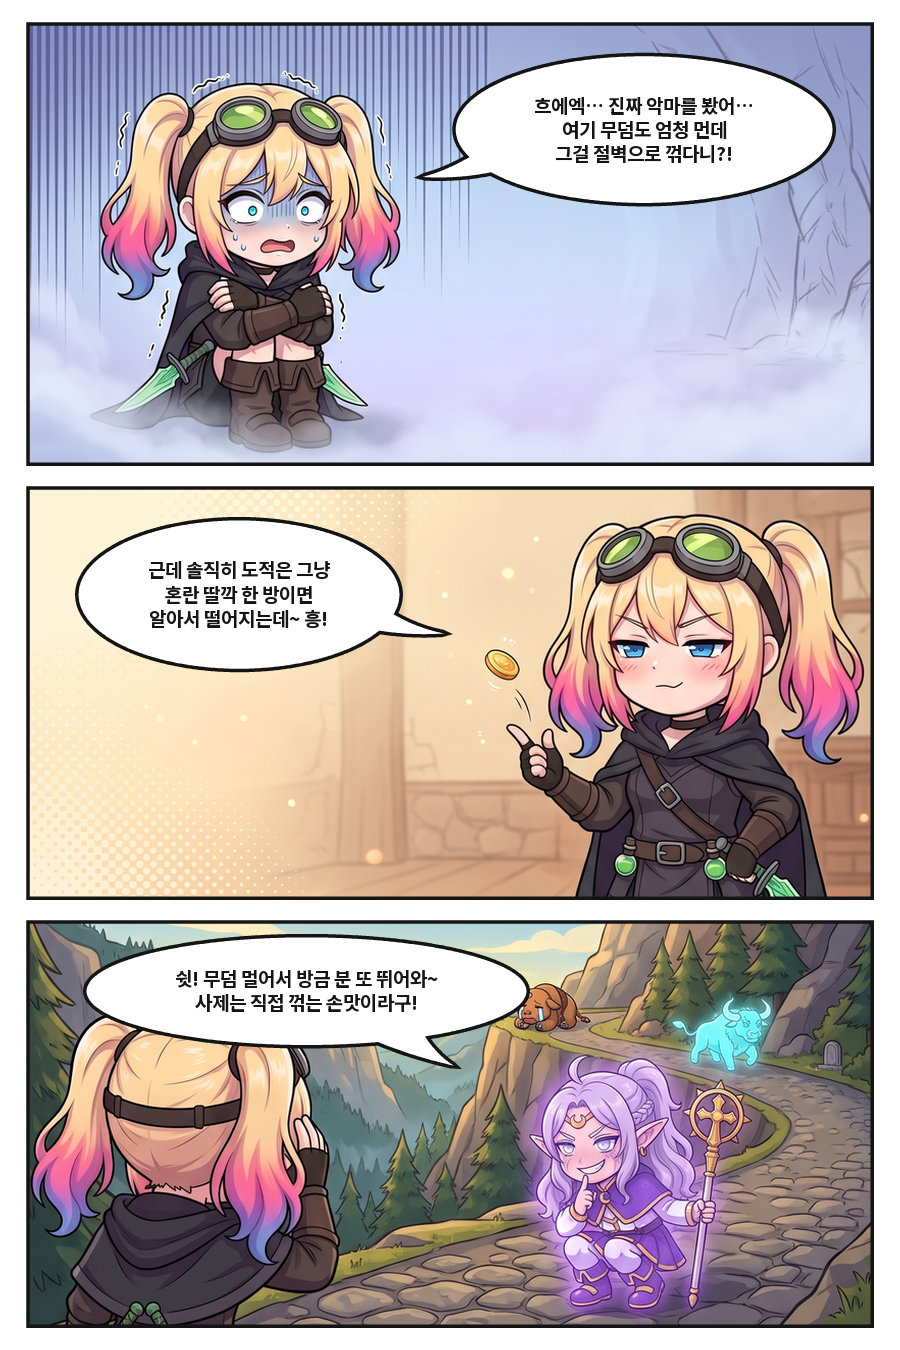 흐에엑… 진짜 악마를 봤어…
여기 무덤도 엄청 먼데
그걸 절벽으로 꺾다니?!
근데 솔직히 도적은 그냥
혼란 딸깍 한 방이면
알아서 떨어지는데~ 흥!
쉿! 무덤 멀어서 방금 분 또 뛰어와~
사제는 직접 꺾는 손맛이라구!